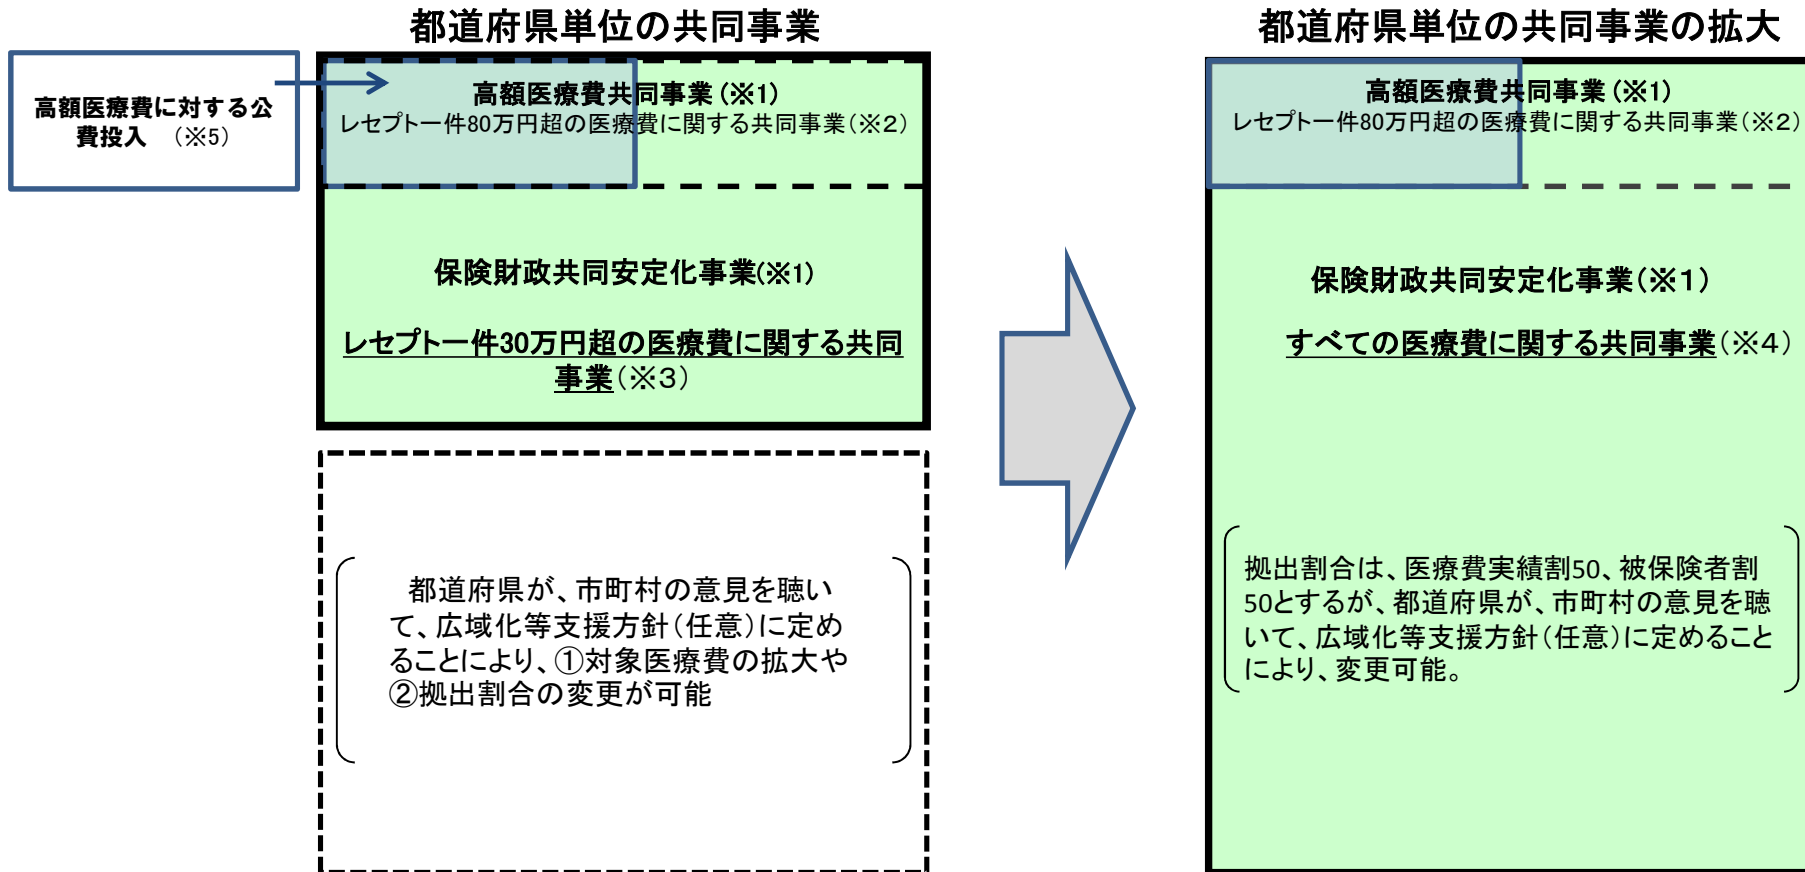 都道府県単位の共同事業
高額医療費に対する公
費投入 （※5）
高額医療費共同事業（※1）
レセプト一件80万円超の医療費に関する共同事業（※２）
保険財政共同安定化事業(※1)
レセプト一件30万円超の医療費に関する共同
事業（※３）
都道府県が、市町村の意見を聴い
て、広域化等支援方針（任意）に定め
ることにより、①対象医療費の拡大や
②拠出割合の変更が可能
都道府県単位の共同事業の拡大
高額医療費共同事業（※1）
レセプト一件80万円超の医療費に関する共同事業（※２）
保険財政共同安定化事業（※１）
すべての医療費に関する共同事業（※４）
拠出割合は、医療費実績割50、被保険者割
50とするが、都道府県が、市町村の意見を聴
いて、広域化等支援方針（任意）に定めること
により、変更可能。